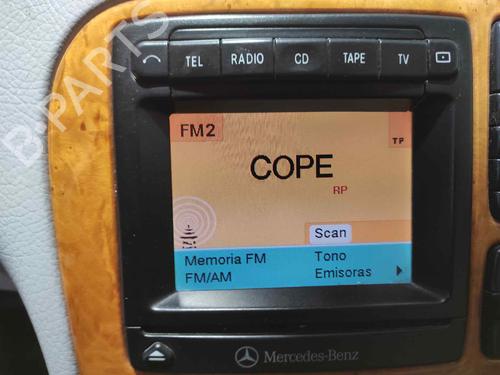 TEL RADIO CD TAPE TV
FM2
TP
COPE
RP
Scan
Memoria FM Tono
FM/AM Emisoras
Mercedes-Benz
B-PARTS